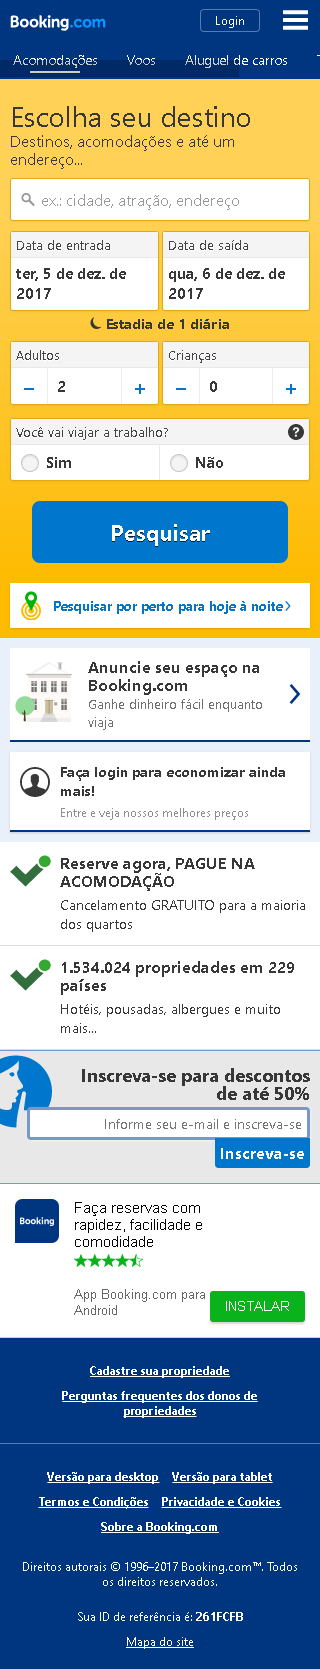 Booking.com
Login
Acomodações Voos Aluguel de carros
Escolha seu destino
Destinos, acomodações e até um
endereço...
ex.: cidade, atração, endereço
Data de entrada
ter, 5 de dez. de
2017
Data de saída
qua, 6 de dez. de
2017
Estadia de 1 diária
Adultos
− 2 +
Crianças
− 0 +
Você vai viajar a trabalho? ?
Sim Não
Pesquisar
Pesquisar por perto para hoje à noite
Anuncie seu espaço na
Booking.com
Ganhe dinheiro fácil enquanto
viaja
Faça login para economizar ainda
mais!
Entre e veja nossos melhores preços
Reserve agora, PAGUE NA
ACOMODAÇÃO
Cancelamento GRATUITO para a maioria
dos quartos
1.534.024 propriedades em 229
países
Hotéis, pousadas, albergues e muito
mais...
Inscreva-se para descontos
de até 50%
Informe seu e-mail e inscreva-se
Inscreva-se
Booking
Faça reservas com
rapidez, facilidade e
comodidade
App Booking.com para
Android
INSTALAR
Cadastre sua propriedade
Perguntas frequentes dos donos de
propriedades
Versão para desktop Versão para tablet
Termos e Condições Privacidade e Cookies
Sobre a Booking.com
Direitos autorais © 1996–2017 Booking.com™. Todos
os direitos reservados.
Sua ID de referência é: 261FCFB
Mapa do site